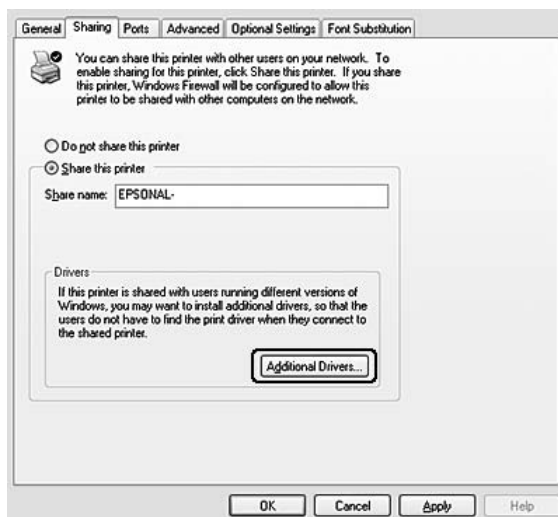 General Sharing Ports Advanced Optional Settings Font Substitution
You can share this printer with other users on your network. To
enable sharing for this printer, click Share this printer. If you share
this printer, Windows Firewall will be configured to allow this
printer to be shared with other computers on the network.
Do not share this printer
Share this printer
Share name: EPSONAL-
Drivers
If this printer is shared with users running different versions of
Windows, you may want to install additional drivers, so that the
users do not have to find the print driver when they connect to
the shared printer.
Additional Drivers...
OK Cancel Apply Help